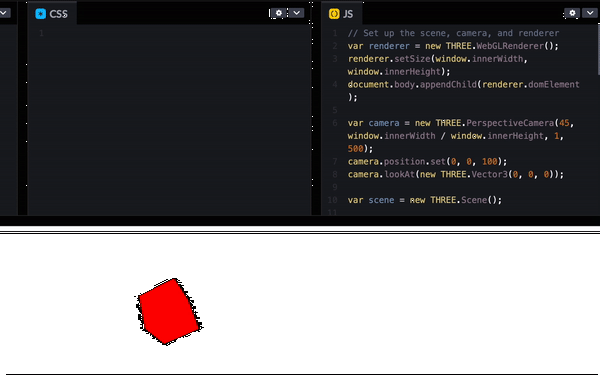 CSS
1
JS
1 // Set up the scene, camera, and renderer
2 var renderer = new THREE.WebGLRenderer();
3 renderer.setSize(window.innerWidth,
window.innerHeight);
4 document.body.appendChild(renderer.domElement
);
5
6 var camera = new THREE.PerspectiveCamera(45,
window.innerWidth / window.innerHeight, 1,
500);
7 camera.position.set(0, 0, 100);
8 camera.lookAt(new THREE.Vector3(0, 0, 0));
9
10 var scene = new THREE.Scene();
11